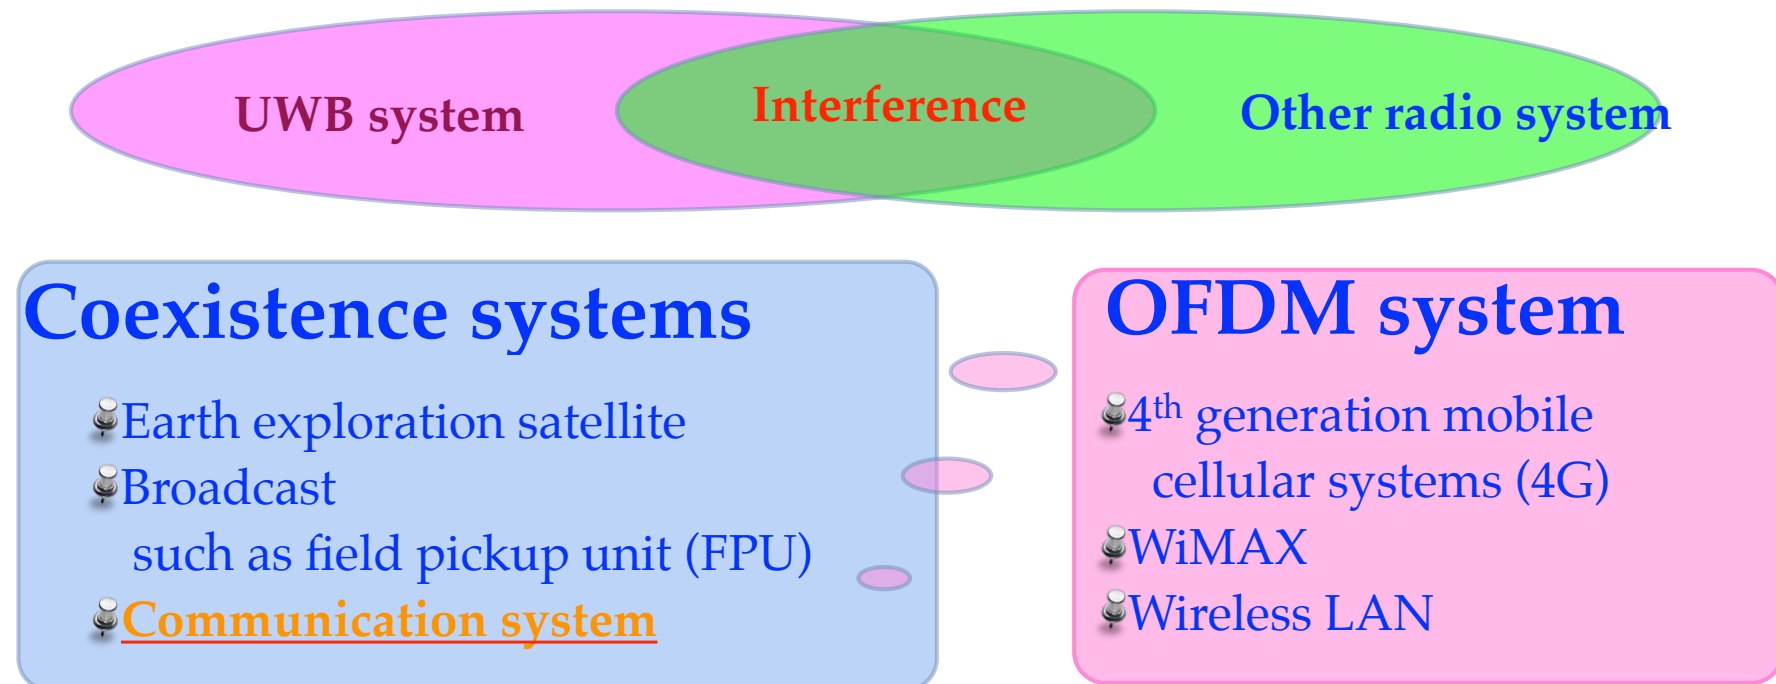 UWB system
Interference
Other radio system
Coexistence systems
Earth exploration satellite
Broadcast
such as field pickup unit (FPU)
Communication system
OFDM system
4th generation mobile
cellular systems (4G)
WiMAX
Wireless LAN